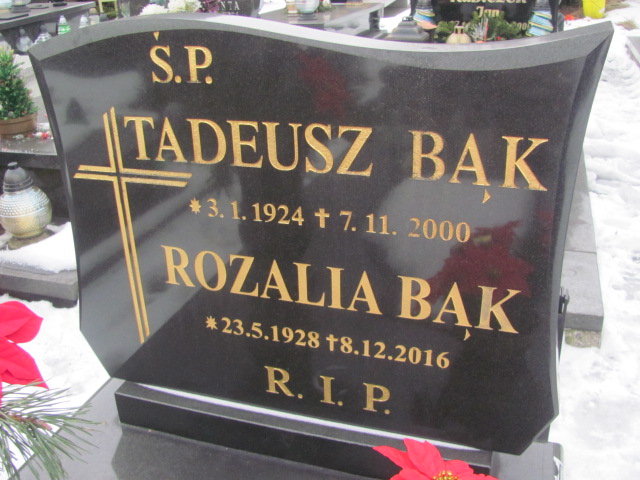 Ś.P.
TADEUSZ BĄK
* 3.1.1924 ✝ 7.11.2000
ROZALIA BĄK
* 23.5.1928 ✝ 8.12.2016
R. I. P.